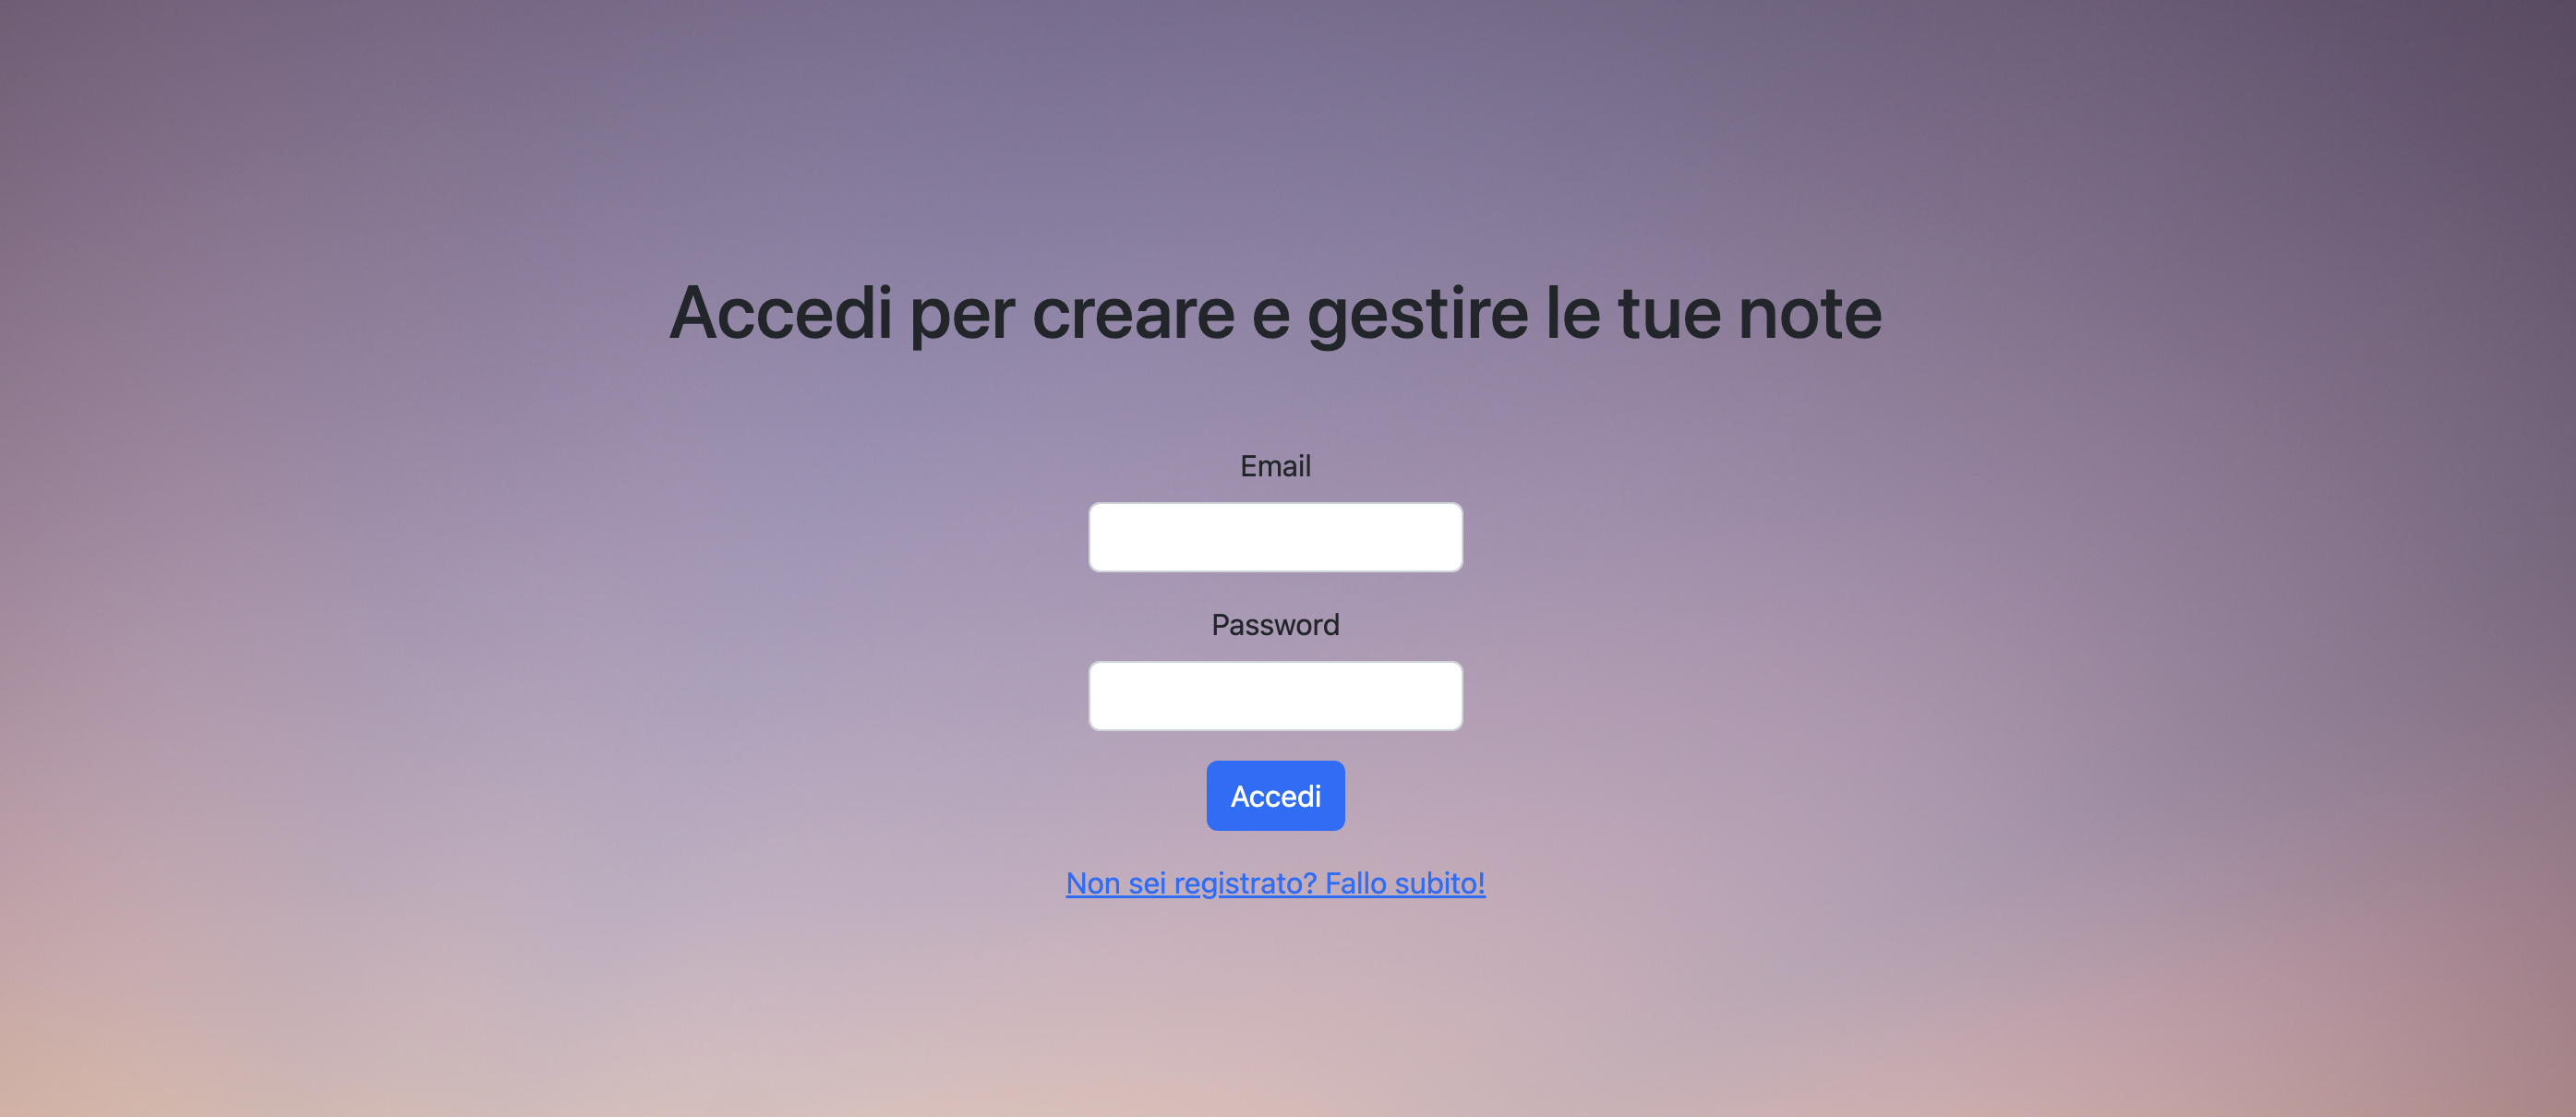 Accedi per creare e gestire le tue note
Email
Password
Accedi
Non sei registrato? Fallo subito!